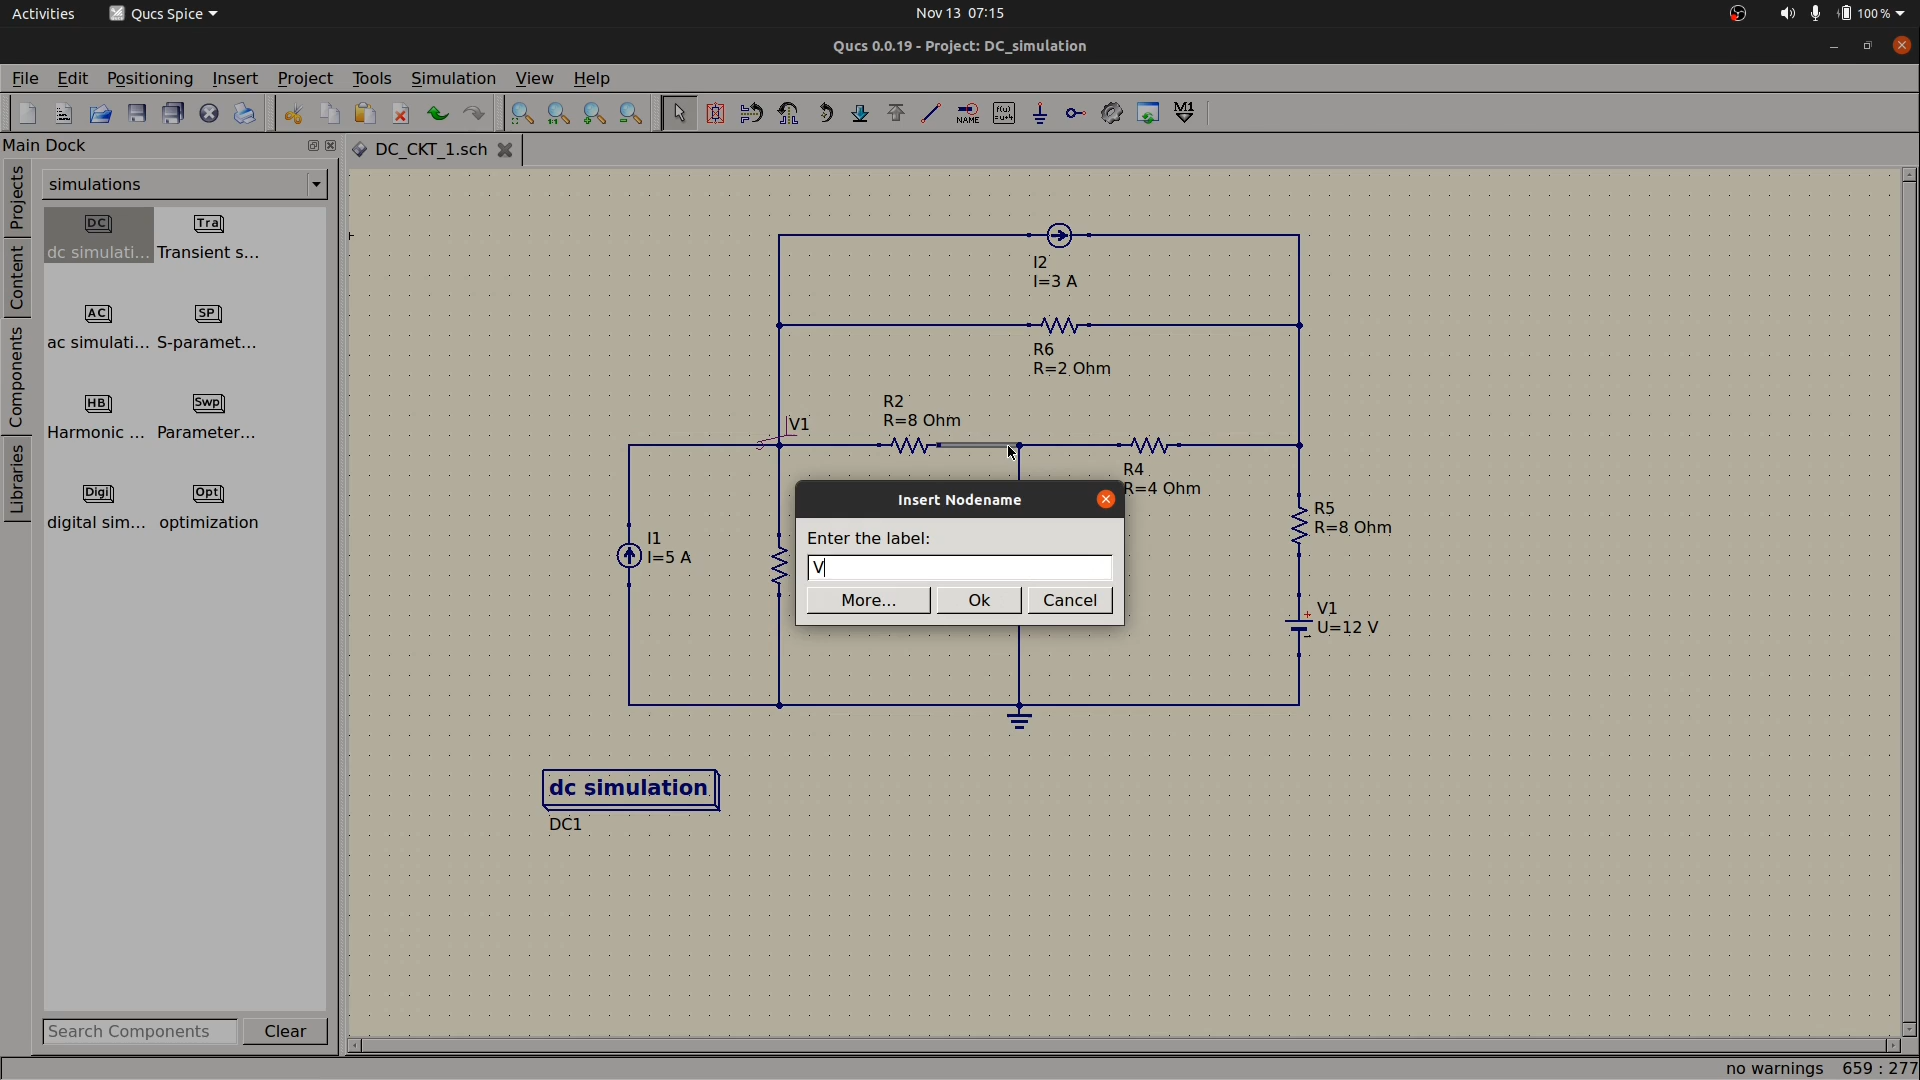 Activities Qucs Spice Nov 13 07:15 100 %
Qucs 0.0.19 - Project: DC_simulation
File Edit Positioning Insert Project Tools Simulation View Help
NAME f(u) =u+4 M1
Main Dock
DC_CKT_1.sch
Projects
Content
Components
Libraries
simulations
DC Tra
dc simulati... Transient s...
AC SP
ac simulati... S-paramet...
HB Swp
Harmonic ... Parameter...
Digi Opt
digital sim... optimization
Search Components Clear
I2
I=3 A
R6
R=2 Ohm
R2
R=8 Ohm
V1
R4
R=4 Ohm
R5
R=8 Ohm
I1
I=5 A
V1
U=12 V
Insert Nodename
Enter the label:
V
More... Ok Cancel
dc simulation
DC1
no warnings 659 : 277